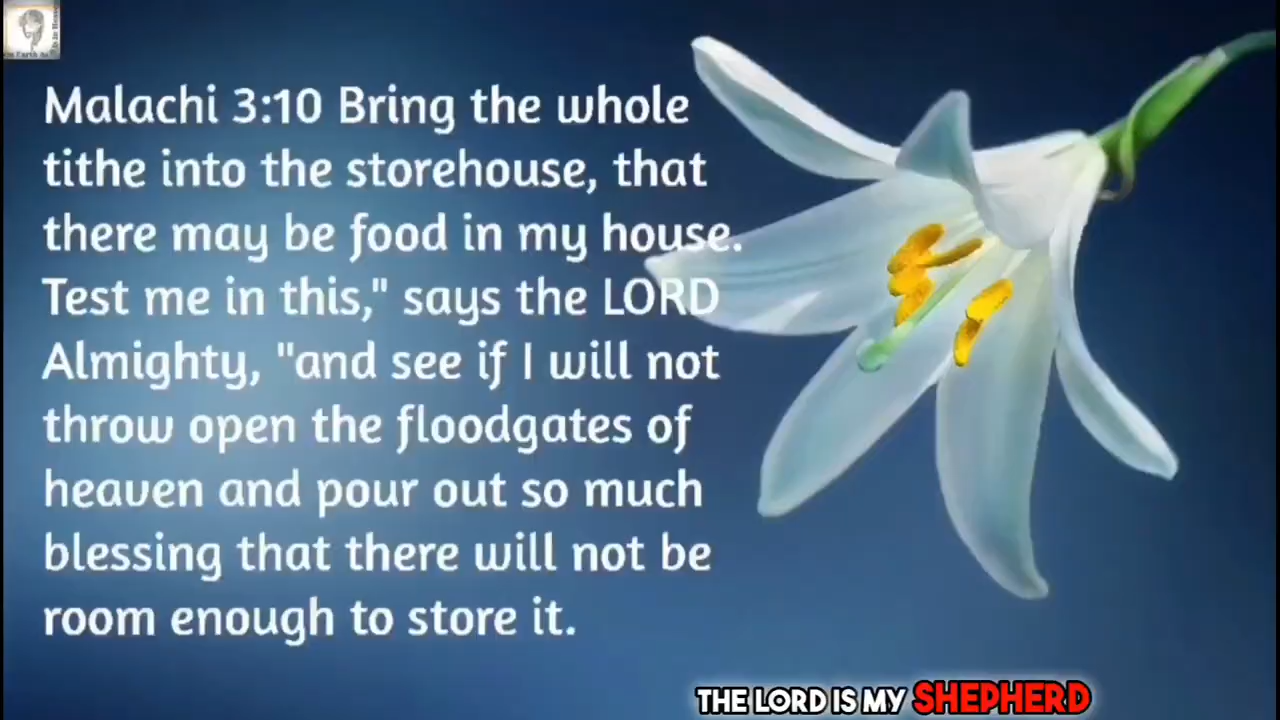 Malachi 3:10 Bring the whole
tithe into the storehouse, that
there may be food in my house.
Test me in this," says the LORD
Almighty, "and see if I will not
throw open the floodgates of
heaven and pour out so much
blessing that there will not be
room enough to store it.
THE LORD IS MY SHEPHERD